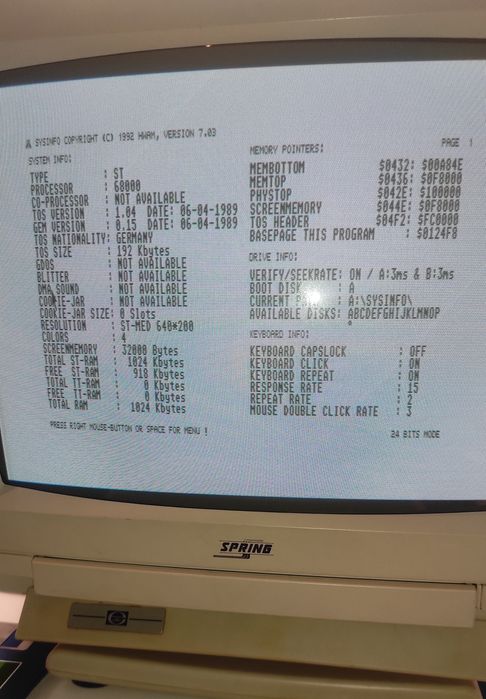 SYSINFO COPYRIGHT (C) 1992 HWAM, VERSION 7.03
PAGE 1
SYSTEM INFO:
TYPE : ST
PROCESSOR : 68000
CO-PROCESSOR : NOT AVAILABLE
TOS VERSION : 1.04 DATE: 06-04-1989
GEM VERSION : 0.15 DATE: 06-04-1989
TOS NATIONALITY: GERMANY
TOS SIZE : 192 Kbytes
GDOS : NOT AVAILABLE
BLITTER : NOT AVAILABLE
DMA SOUND : NOT AVAILABLE
COOKIE-JAR : NOT AVAILABLE
COOKIE-JAR SIZE: 0 Slots
RESOLUTION : ST-MED 640*200
COLORS : 4
SCREENMEMORY : 32000 Bytes
TOTAL ST-RAM : 1024 Kbytes
FREE ST-RAM : 918 Kbytes
TOTAL TT-RAM : 0 Kbytes
FREE TT-RAM : 0 Kbytes
TOTAL RAM : 1024 Kbytes
PRESS RIGHT MOUSE-BUTTON OR SPACE FOR MENU !
MEMORY POINTERS:
MEMBOTTOM $0432: $00A84E
MEMTOP $0436: $0F8000
PHYSTOP $042E: $100000
SCREENMEMORY $044E: $0F8000
TOS HEADER $04F2: $FC0000
BASEPAGE THIS PROGRAM : $0124F8
DRIVE INFO:
VERIFY/SEEKRATE: ON / A:3ms & B:3ms
BOOT DISK : A
CURRENT : A:\SYSINFO\
AVAILABLE DISKS: ABCDEFGHIJKLMNOP
KEYBOARD INFO:
KEYBOARD CAPSLOCK : OFF
KEYBOARD CLICK : ON
KEYBOARD REPEAT : ON
RESPONSE RATE : 15
REPEAT RATE : 2
MOUSE DOUBLE CLICK RATE : 3
24 BITS MODE
SPRING